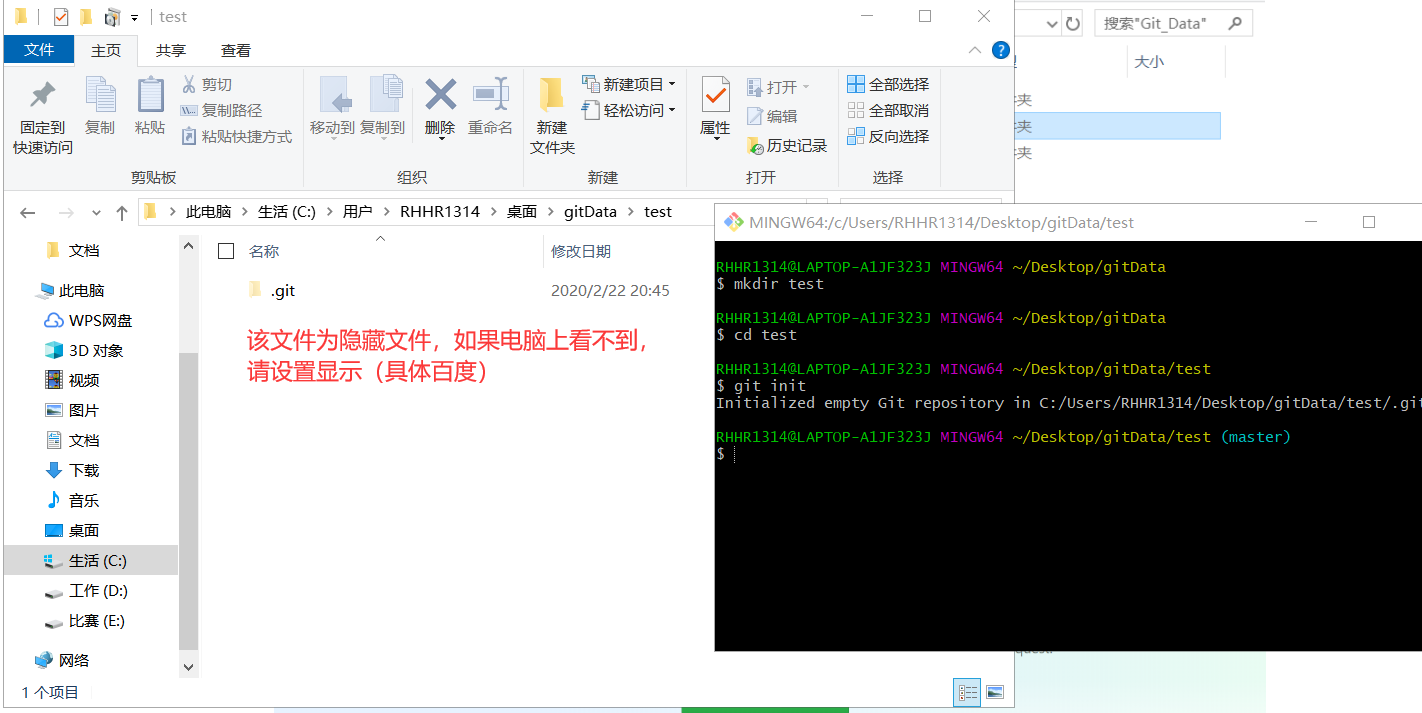 test
搜索"Git_Data"
文件
主页
共享
查看
大小
固定到
快速访问
复制
粘贴
剪切
复制路径
粘贴快捷方式
剪贴板
移动到
复制到
删除
重命名
组织
新建
文件夹
新建项目
轻松访问
新建
属性
打开
编辑
历史记录
打开
全部选择
全部取消
反向选择
选择
夹
夹
夹
此电脑 > 生活 (C:) > 用户 > RHHR1314 > 桌面 > gitData > test
名称
修改日期
.git
2020/2/22 20:45
该文件为隐藏文件，如果电脑上看不到，
请设置显示（具体百度）
文档
此电脑
WPS网盘
3D 对象
视频
图片
文档
下载
音乐
桌面
生活 (C:)
工作 (D:)
比赛 (E:)
网络
1 个项目
MINGW64:/c/Users/RHHR1314/Desktop/gitData/test
RHHR1314@LAPTOP-A1JF323J MINGW64 ~/Desktop/gitData
$ mkdir test
RHHR1314@LAPTOP-A1JF323J MINGW64 ~/Desktop/gitData
$ cd test
RHHR1314@LAPTOP-A1JF323J MINGW64 ~/Desktop/gitData/test
$ git init
Initialized empty Git repository in C:/Users/RHHR1314/Desktop/gitData/test/.git
RHHR1314@LAPTOP-A1JF323J MINGW64 ~/Desktop/gitData/test (master)
$